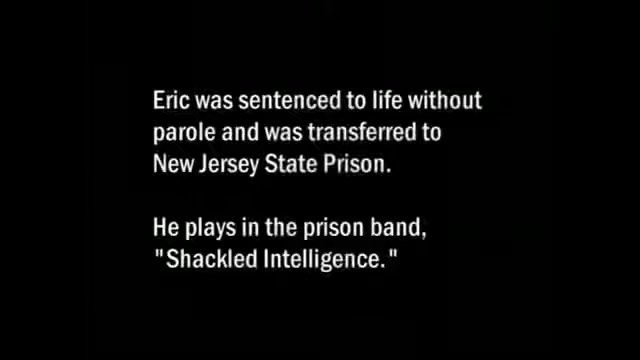 Eric was sentenced to life without
parole and was transferred to
New Jersey State Prison.
He plays in the prison band,
"Shackled Intelligence."